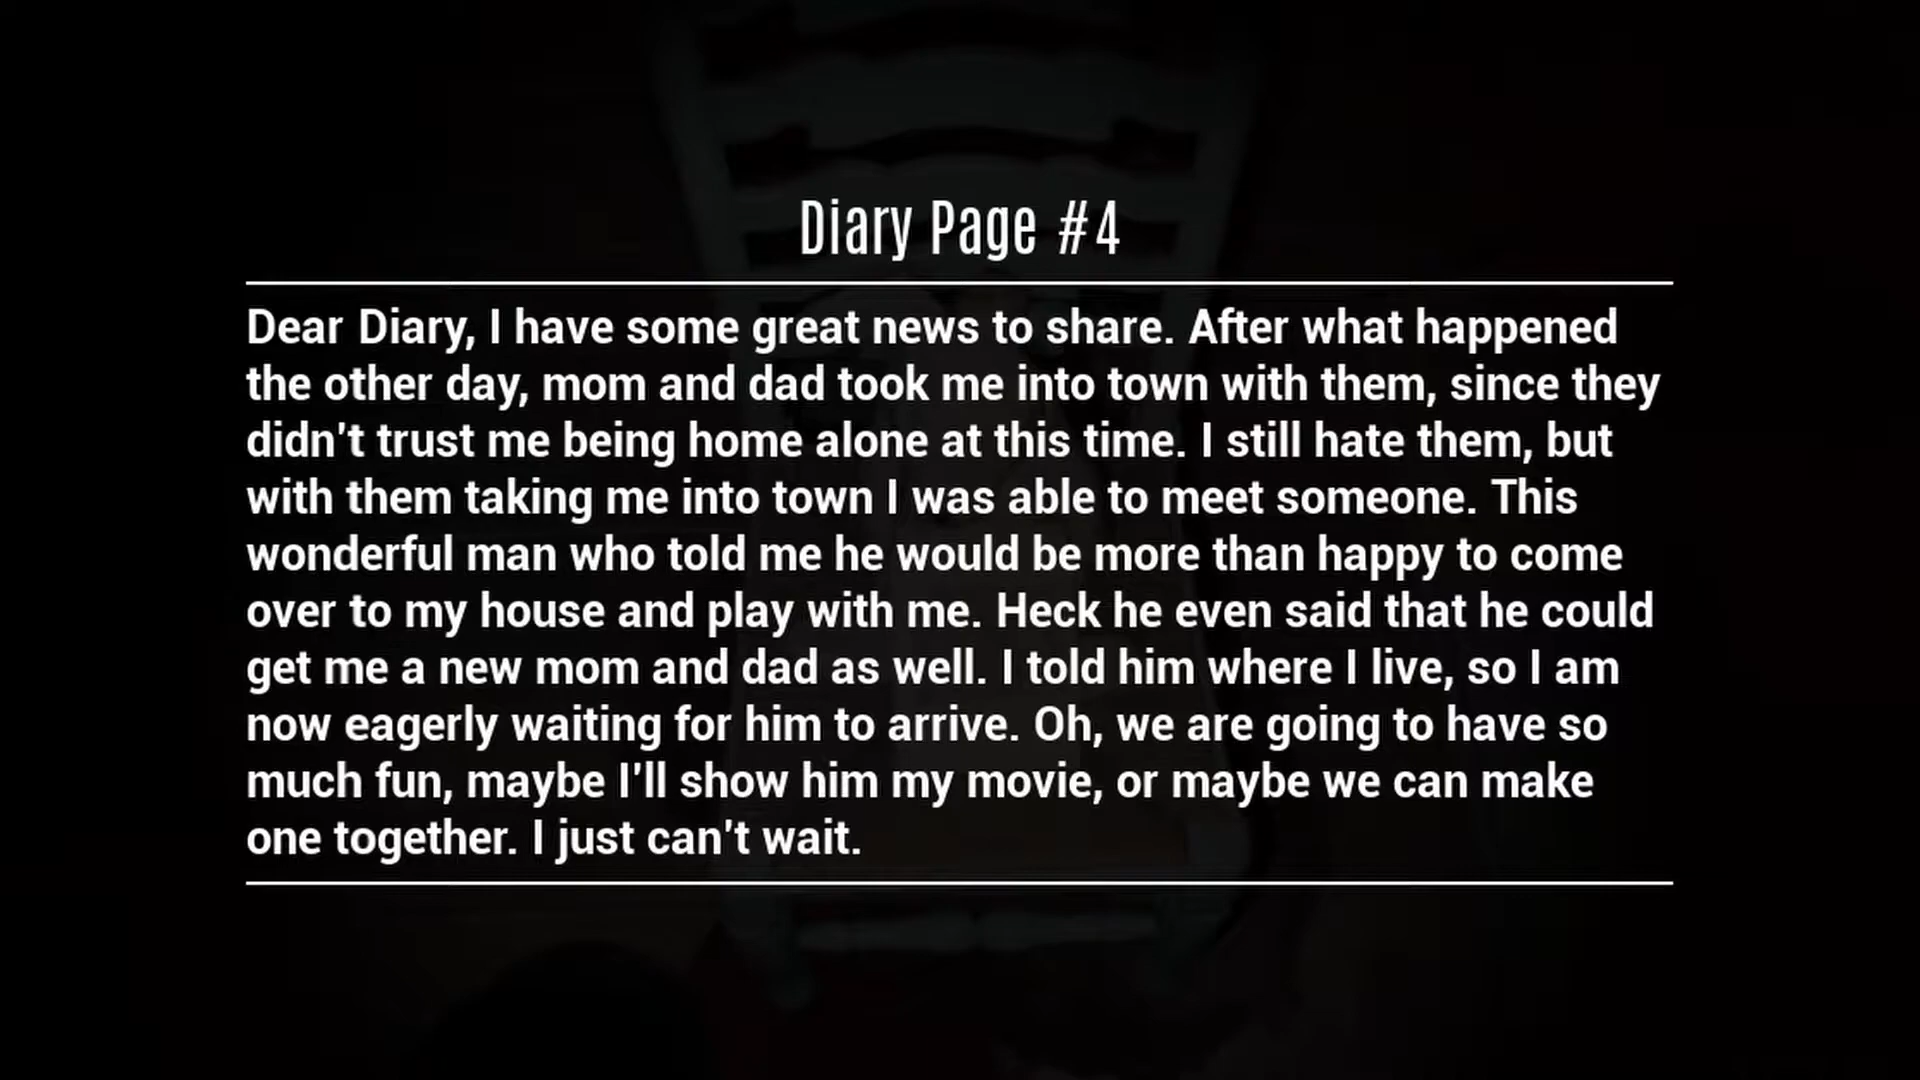 Diary Page #4
Dear Diary, I have some great news to share. After what happened
the other day, mom and dad took me into town with them, since they
didn't trust me being home alone at this time. I still hate them, but
with them taking me into town I was able to meet someone. This
wonderful man who told me he would be more than happy to come
over to my house and play with me. Heck he even said that he could
get me a new mom and dad as well. I told him where I live, so I am
now eagerly waiting for him to arrive. Oh, we are going to have so
much fun, maybe I'll show him my movie, or maybe we can make
one together. I just can't wait.